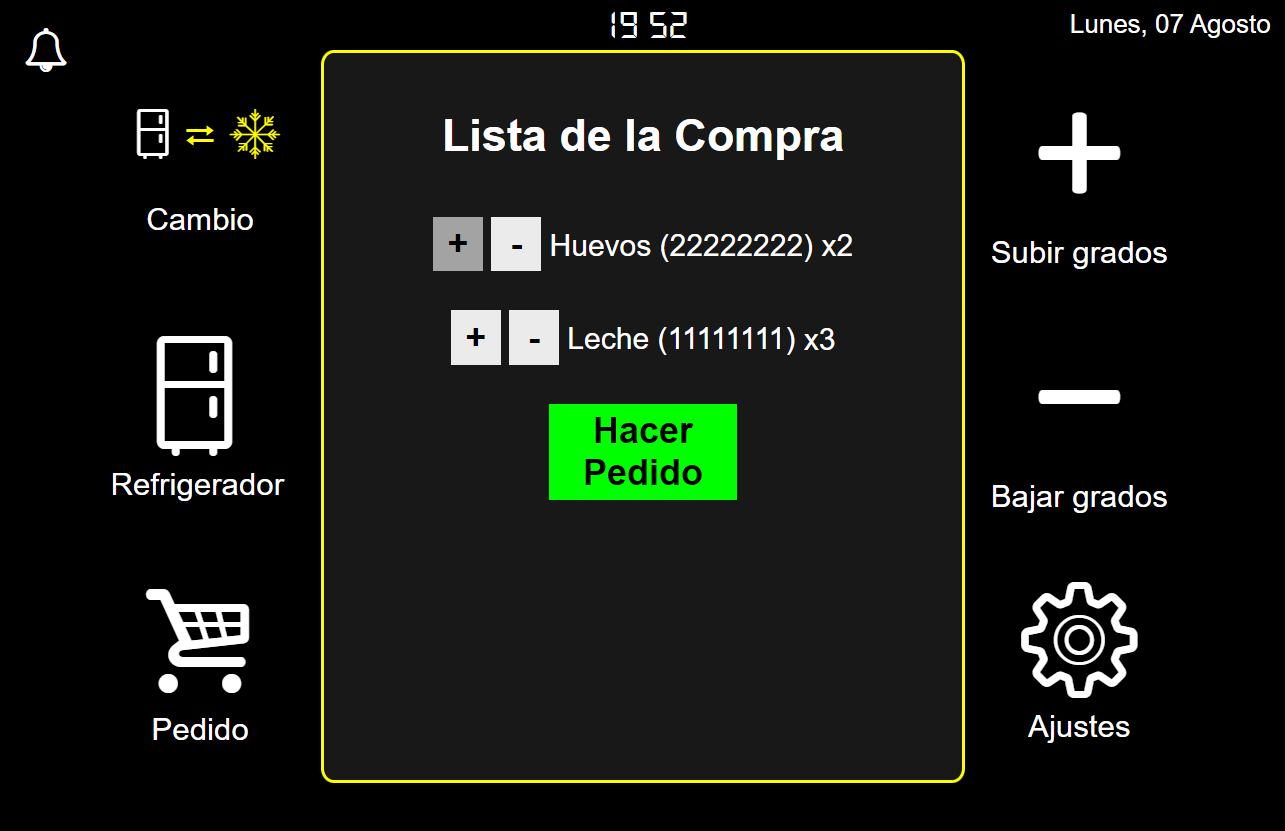 19 52
Lunes, 07 Agosto
Cambio
Refrigerador
Pedido
Lista de la Compra
+ - Huevos (22222222) x2
+ - Leche (11111111) x3
Hacer
Pedido
Subir grados
Bajar grados
Ajustes